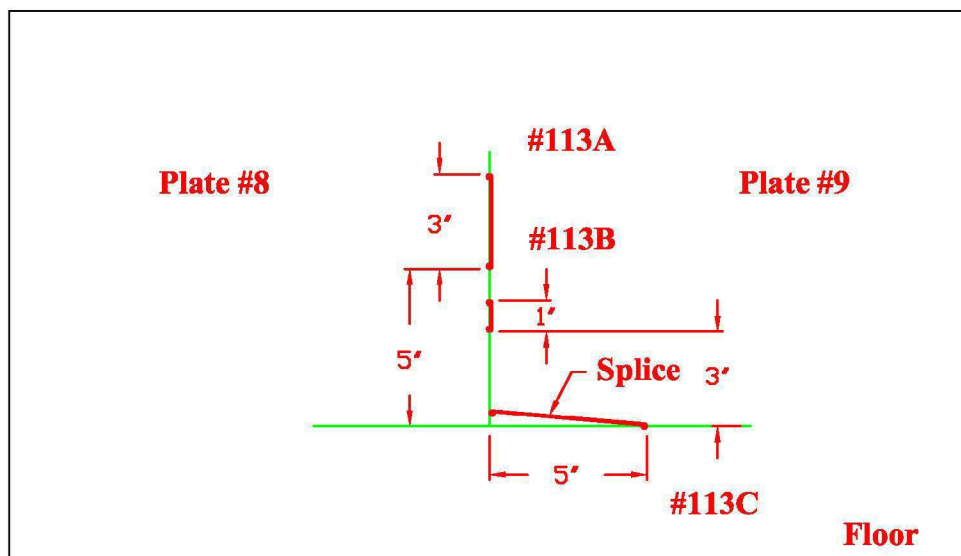 #113A
Plate #8
Plate #9
3"
#113B
1"
5"
Splice
3"
5"
#113C
Floor